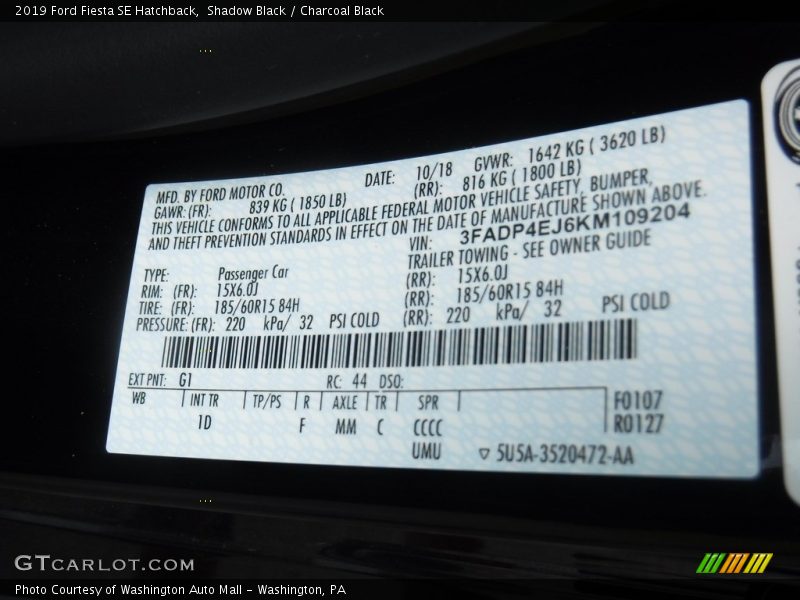 2019 Ford Fiesta SE Hatchback,  Shadow Black / Charcoal Black
MFD. BY FORD MOTOR CO. DATE: 10/18 GVWR: 1642 KG ( 3620 LB)
GAWR: (FR): 839 KG ( 1850 LB) (RR): 816 KG ( 1800 LB)
THIS VEHICLE CONFORMS TO ALL APPLICABLE FEDERAL MOTOR VEHICLE SAFETY, BUMPER,
AND THEFT PREVENTION STANDARDS IN EFFECT ON THE DATE OF MANUFACTURE SHOWN ABOVE.
VIN: 3FADP4EJ6KM109204
TYPE: Passenger Car TRAILER TOWING - SEE OWNER GUIDE
RIM: (FR): 15X6.0J (RR): 15X6.0J
TIRE: (FR): 185/60R15 84H (RR): 185/60R15 84H
PRESSURE: (FR): 220 kPa/ 32 PSI COLD (RR): 220 kPa/ 32 PSI COLD
EXT PNT: G1 RC: 44 DSO:
WB INT TR TP/PS R AXLE TR SPR F0107
1D F MM C CCCC R0127
UMU ▽ 5U5A-3520472-AA
GTCARLOT.COM
Photo Courtesy of Washington Auto Mall - Washington, PA